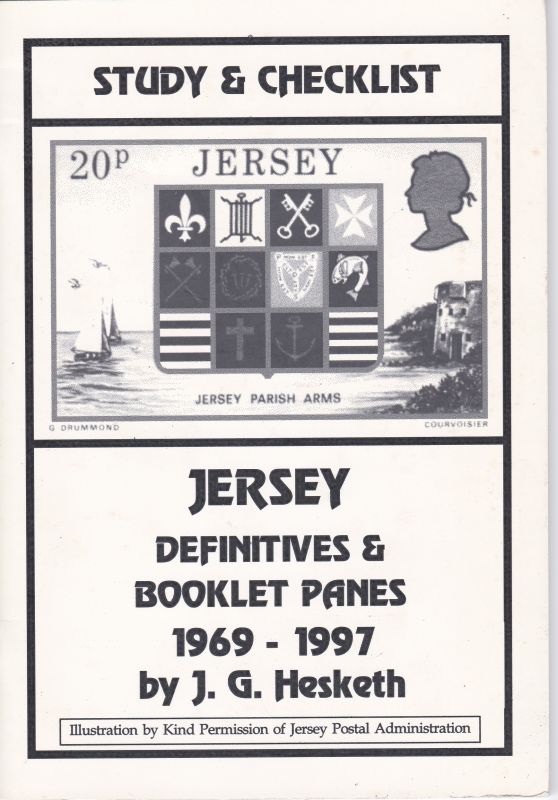 STUDY & CHECKLIST
20P JERSEY
JERSEY PARISH ARMS
G DRUMMOND COURVOISIER
JERSEY
DEFINITIVES &
BOOKLET PANES
1969 - 1997
by J. G. Hesketh
Illustration by Kind Permission of Jersey Postal Administration